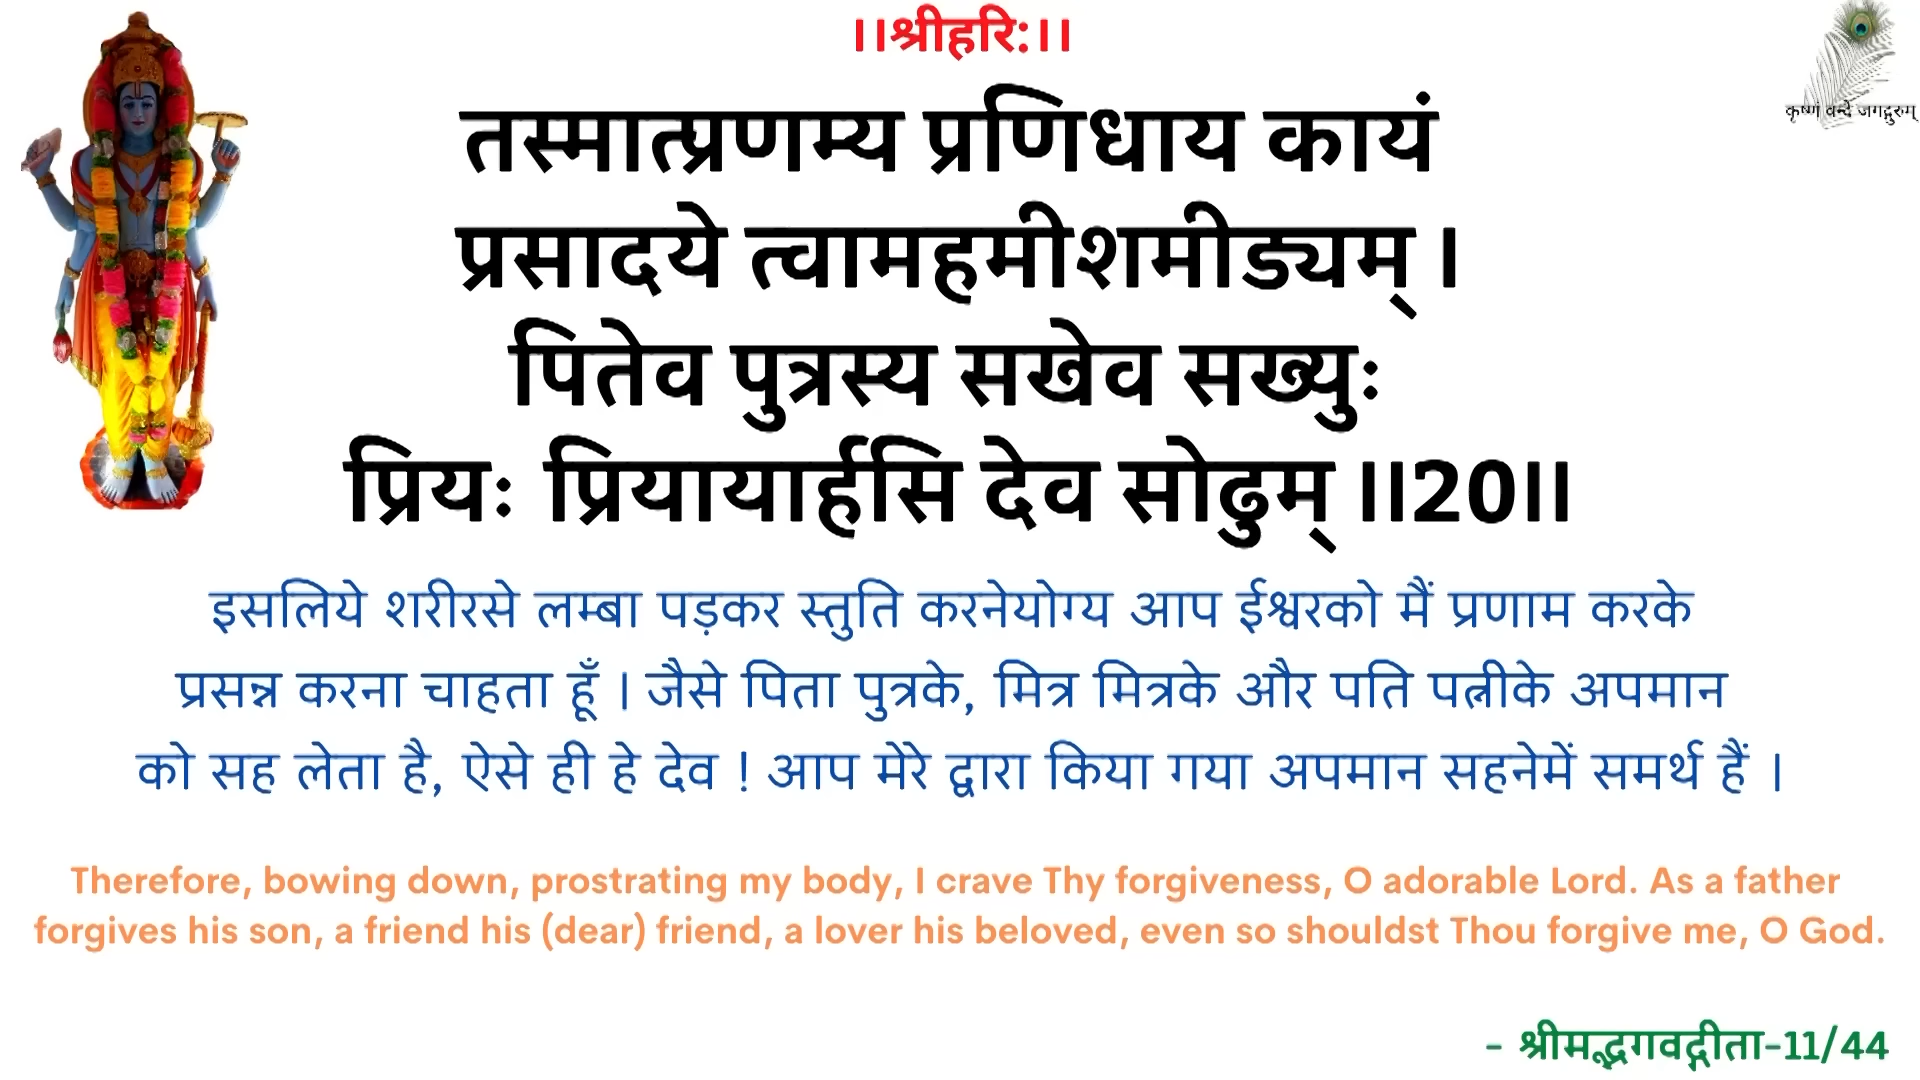 ।।श्रीहरि:।।
कृष्णं वन्दे जगद्गुरुम्
तस्मात्प्रणम्य प्रणिधाय कायं
प्रसादये त्वामहमीशमीड्यम् ।
पितेव पुत्रस्य सखेव सख्युः
प्रियः प्रियायार्हसि देव सोढुम् ।।20।।
इसलिये शरीरसे लम्बा पड़कर स्तुति करनेयोग्य आप ईश्वरको मैं प्रणाम करके
प्रसन्न करना चाहता हूँ । जैसे पिता पुत्रके, मित्र मित्रके और पति पत्नीके अपमान
को सह लेता है, ऐसे ही हे देव ! आप मेरे द्वारा किया गया अपमान सहनेमें समर्थ हैं ।
Therefore, bowing down, prostrating my body, I crave Thy forgiveness, O adorable Lord. As a father
forgives his son, a friend his (dear) friend, a lover his beloved, even so shouldst Thou forgive me, O God.
- श्रीमद्भगवद्गीता-11/44